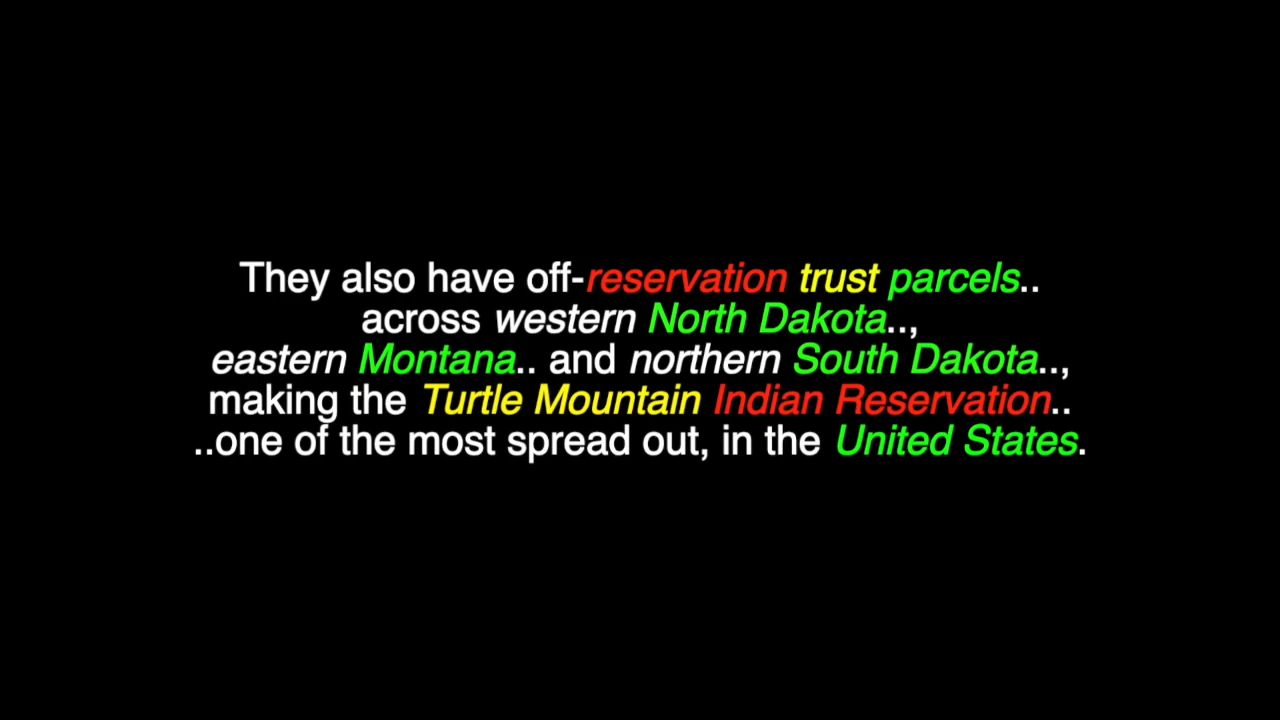 They also have off-reservation trust parcels..
across western North Dakota..,
eastern Montana.. and northern South Dakota..,
making the Turtle Mountain Indian Reservation..
..one of the most spread out, in the United States.